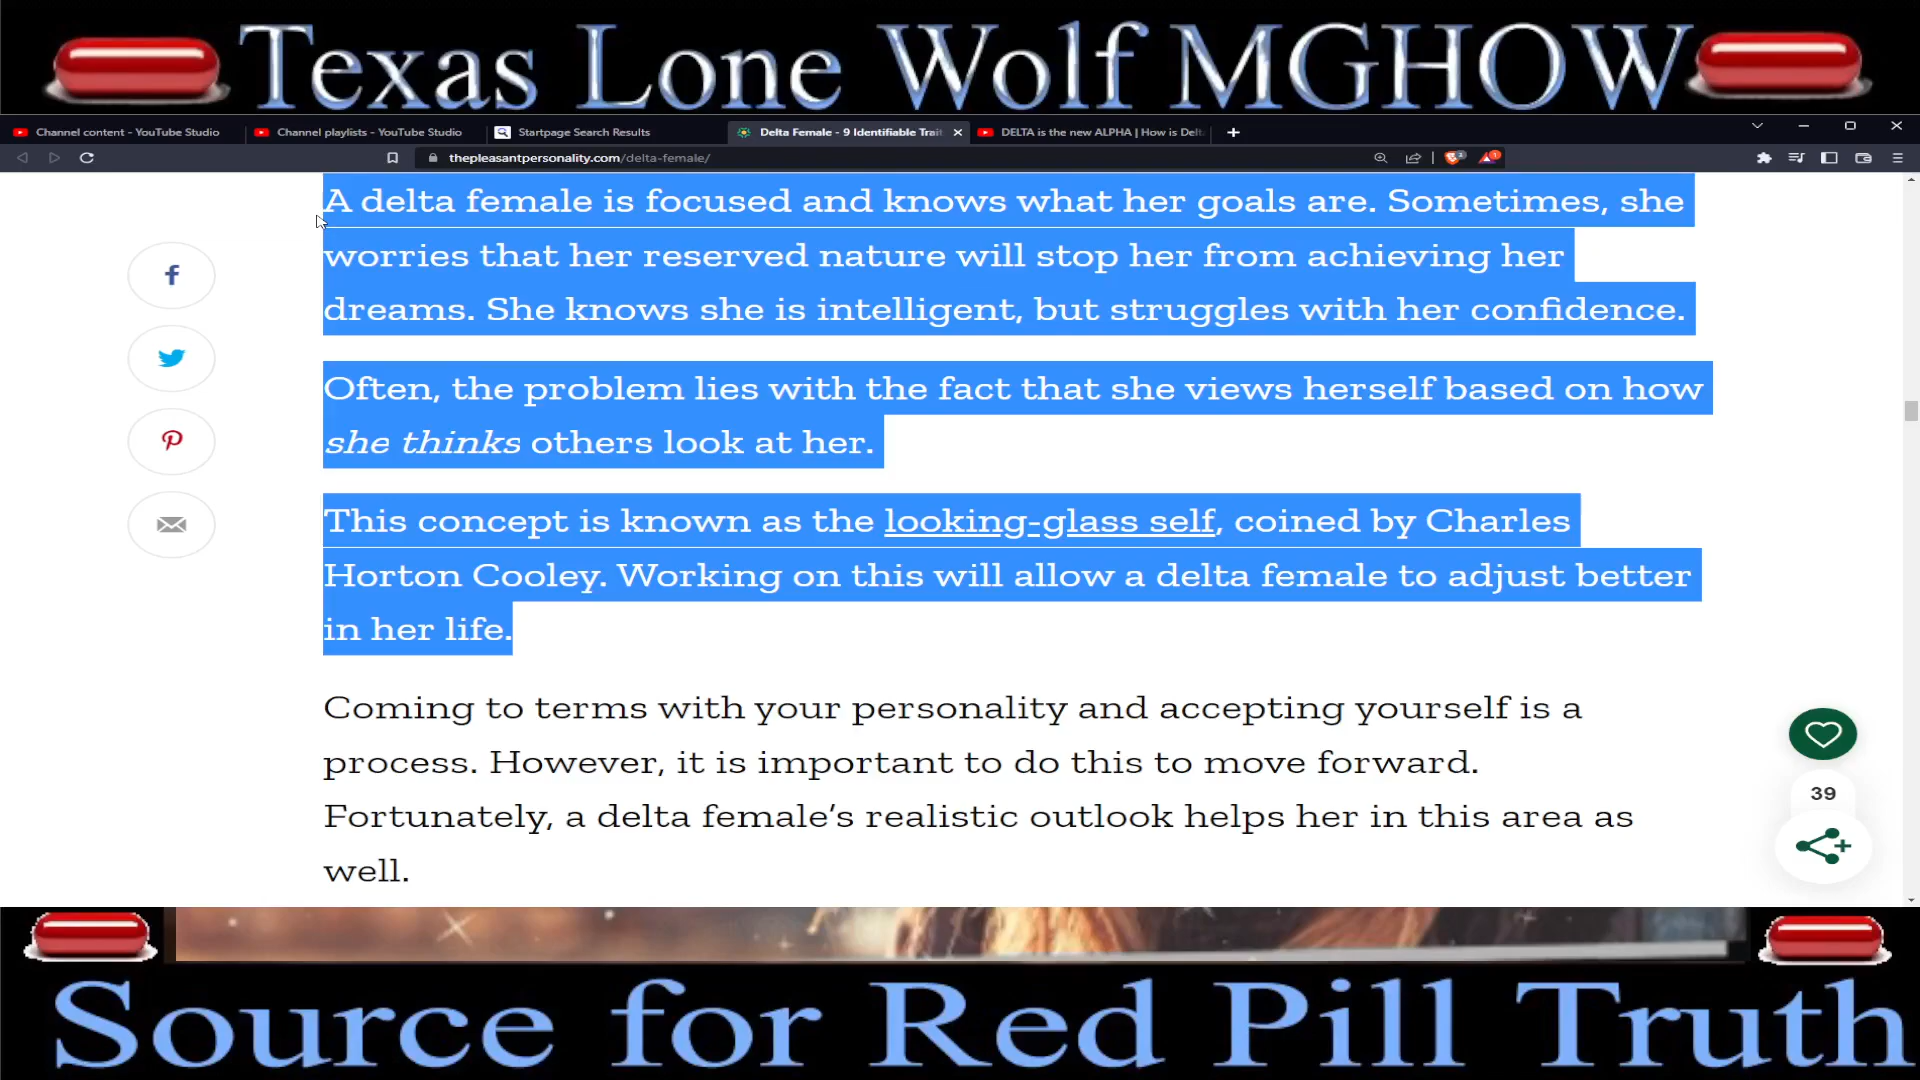 Texas Lone Wolf MGHOW
Channel content - YouTube Studio
Channel playlists - YouTube Studio
Startpage Search Results
Delta Female - 9 Identifiable Trait
DELTA is the new ALPHA | How is Delt
thepleasantpersonality.com/delta-female/
A delta female is focused and knows what her goals are. Sometimes, she
worries that her reserved nature will stop her from achieving her
dreams. She knows she is intelligent, but struggles with her confidence.
Often, the problem lies with the fact that she views herself based on how
she thinks others look at her.
This concept is known as the looking-glass self, coined by Charles
Horton Cooley. Working on this will allow a delta female to adjust better
in her life.
Coming to terms with your personality and accepting yourself is a
process. However, it is important to do this to move forward.
Fortunately, a delta female's realistic outlook helps her in this area as
well.
39
Source for Red Pill Truth